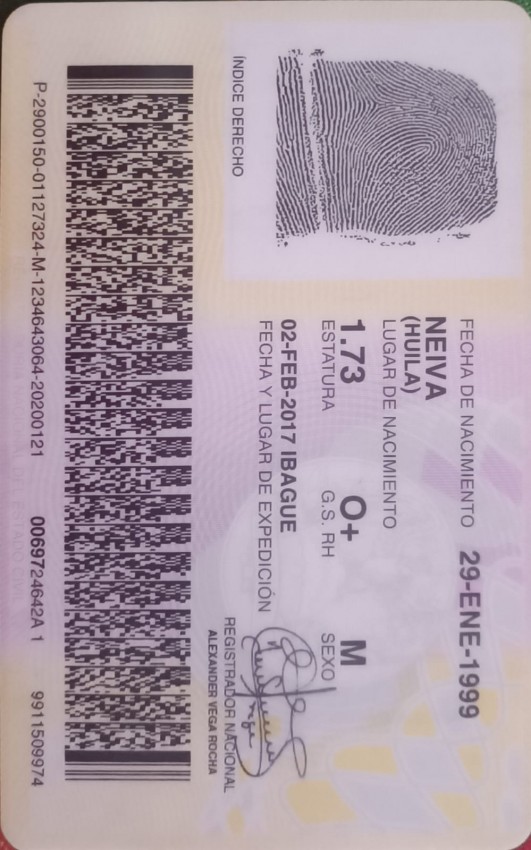 FECHA DE NACIMIENTO 29-ENE-1999
NEIVA
(HUILA)
LUGAR DE NACIMIENTO
1.73 O+ M
ESTATURA G.S. RH SEXO
02-FEB-2017 IBAGUE
FECHA Y LUGAR DE EXPEDICIÓN
REGISTRADOR NACIONAL
ALEXANDER VEGA ROCHA
ÍNDICE DERECHO
P-2900150-01127324-M-1234643064-20200121 0069724642A 1 9911509974